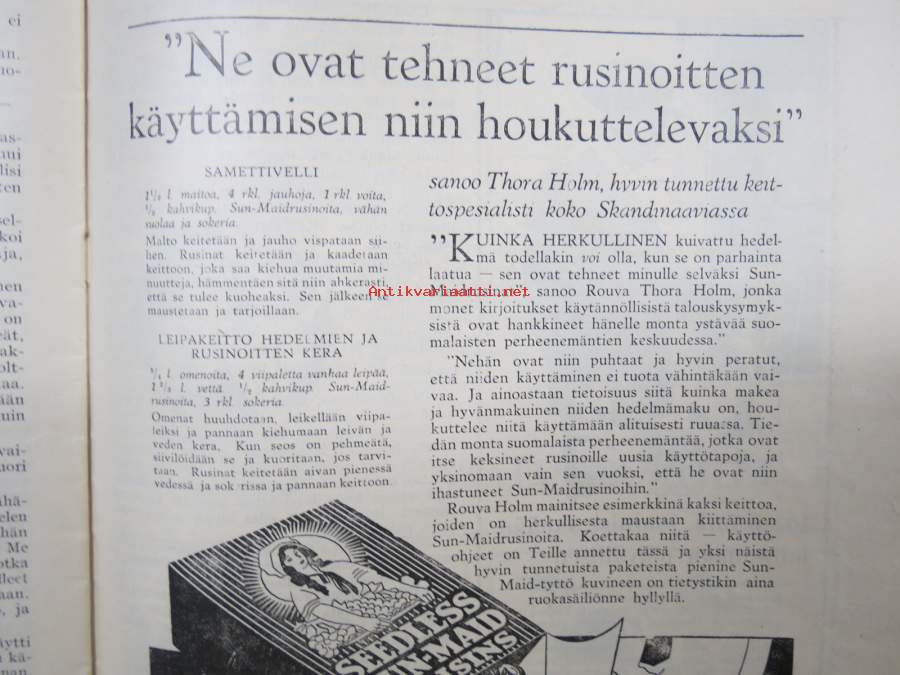 "Ne ovat tehneet rusinoitten
käyttämisen niin houkuttelevaksi"
SAMETTIVELLI
l. maitoa, 4 rkl. jauhoja, 1 rkl. voita,
kahvikup. Sun-Maidrusinoita, vähän
suolaa ja sokeria.
Malto keitetään ja jauho vispataan sii-
hen. Rusinat keitetään ja kaadetaan
keittoon, joka saa kiehua muutamia mi-
nuutteja, hämmentäen sitä niin ahkerasti,
että se tulee kuoheaksi. Sen jälkeen se
maustetaan ja tarjoillaan.
LEIPAKEITTO HEDELMIEN JA
RUSINOITTEN KERA
l. omenoita, 4 viipaletta vanhaa leipää,
l. vettä kahvikup. Sun-Maid-
rusinoita, 3 rkl. sokeria.
Omenat huuhdotaan, leikellään viipa-
leiksi ja pannaan kiehumaan leivän ja
veden kera. Kun seos on pehmeätä,
siivilöidään se ja kuoritaan, jos tarvi-
taan. Rusinat keitetään aivan pienessä
vedessä ja sokerissa ja pannaan keittoon.
sanoo Thora Holm, hyvin tunnettu keit-
tospesialisti koko Skandinaaviassa
"KUINKA HERKULLINEN kuivattu hedel-
mä todellakin voi olla, kun se on parhainta
laatua — sen ovat tehneet minulle selväksi Sun-
Maidrusinat", sanoo Rouva Thora Holm, jonka
monet kirjoitukset käytännöllisistä talouskysymyk-
sistä ovat hankkineet hänelle monta ystävää suo-
malaisten perheenemäntien keskuudessa."
"Nehän ovat niin puhtaat ja hyvin peratut,
että niiden käyttäminen ei tuota vähintäkään vai-
vaa. Ja ainoastaan tietoisuus siitä kuinka makea
ja hyvänmakuinen niiden hedelmämaku on, hou-
kuttelee niitä käyttämään alituisesti ruuassa. Tie-
dän monta suomalaista perheenemäntää, jotka ovat
itse keksineet rusinoille uusia käyttötapoja, ja
yksinomaan vain sen vuoksi, että he ovat niin
ihastuneet Sun-Maidrusinoihin."
Rouva Holm mainitsee esimerkkinä kaksi keittoa,
joiden on herkullisesta maustaan kiittäminen
Sun-Maidrusinoita. Koettakaa niitä — käyttö-
ohjeet on Teille annettu tässä ja yksi näistä
hyvin tunnetuista paketeista pienine Sun-
Maid-tyttö kuvineen on tietystikin aina
ruokasäiliönne hyllyllä.
SEEDLESS
SUN-MAID
RAISINS
Antikvariaatti.net